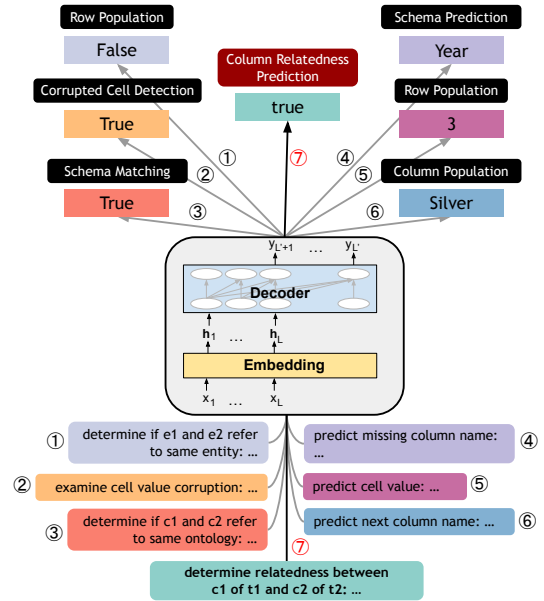 Row Population
False
Schema Prediction
Year
Column Relatedness
Prediction
true
Corrupted Cell Detection
True
Row Population
3
①
④
②
⑦
⑤
Schema Matching
True
Column Population
Silver
③
⑥
y_{L'+1} ... y_{L'}
Decoder
h_1 ... h_L
Embedding
x_1 ... x_L
①
determine if e1 and e2 refer
to same entity: ...
predict missing column name:
...
④
②
examine cell value corruption: ...
predict cell value: ...
⑤
③
determine if c1 and c2 refer
to same ontology: ...
predict next column name: ...
⑥
⑦
determine relatedness between
c1 of t1 and c2 of t2: ...